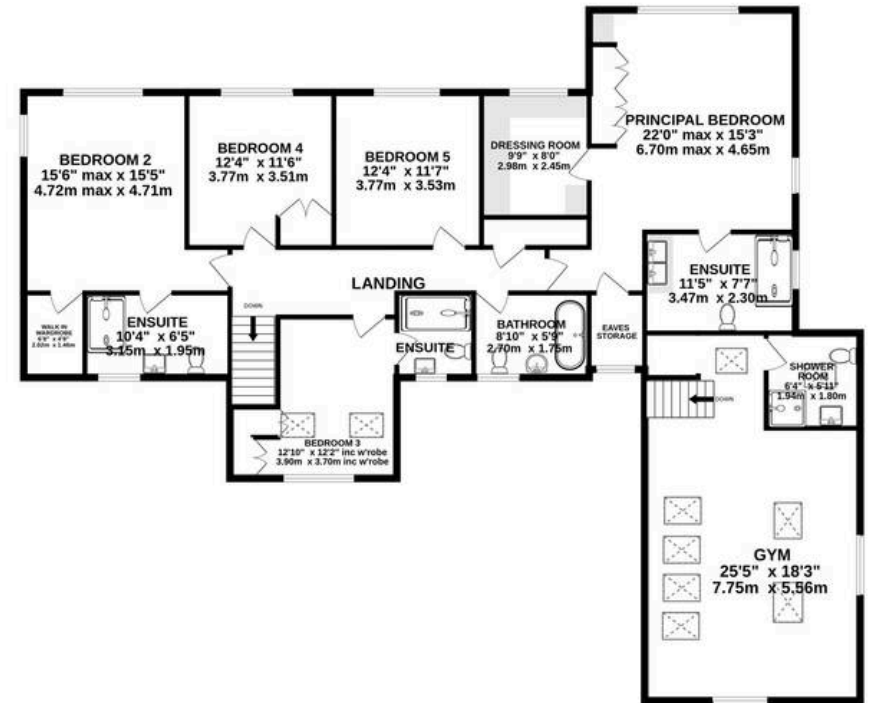 PRINCIPAL BEDROOM
22'0" max x 15'3"
6.70m max x 4.65m
BEDROOM 2
15'6" max x 15'5"
4.72m max x 4.71m
BEDROOM 4
12'4" x 11'6"
3.77m x 3.51m
BEDROOM 5
12'4" x 11'7"
3.77m x 3.53m
DRESSING ROOM
9'9" x 8'0"
2.98m x 2.45m
ENSUITE
11'5" x 7'7"
3.47m x 2.30m
LANDING
DOWN
WALK IN
WARDROBE
ENSUITE
10'4" x 6'5"
3.15m x 1.95m
ENSUITE
BATHROOM
8'10" x 5'9"
2.70m x 1.75m
EAVES
STORAGE
SHOWER
ROOM
6'4" x 5'11"
1.94m x 1.80m
DOWN
BEDROOM 3
12'10" x 12'2" inc w'robe
3.90m x 3.70m inc w'robe
GYM
25'5" x 18'3"
7.75m x 5.56m